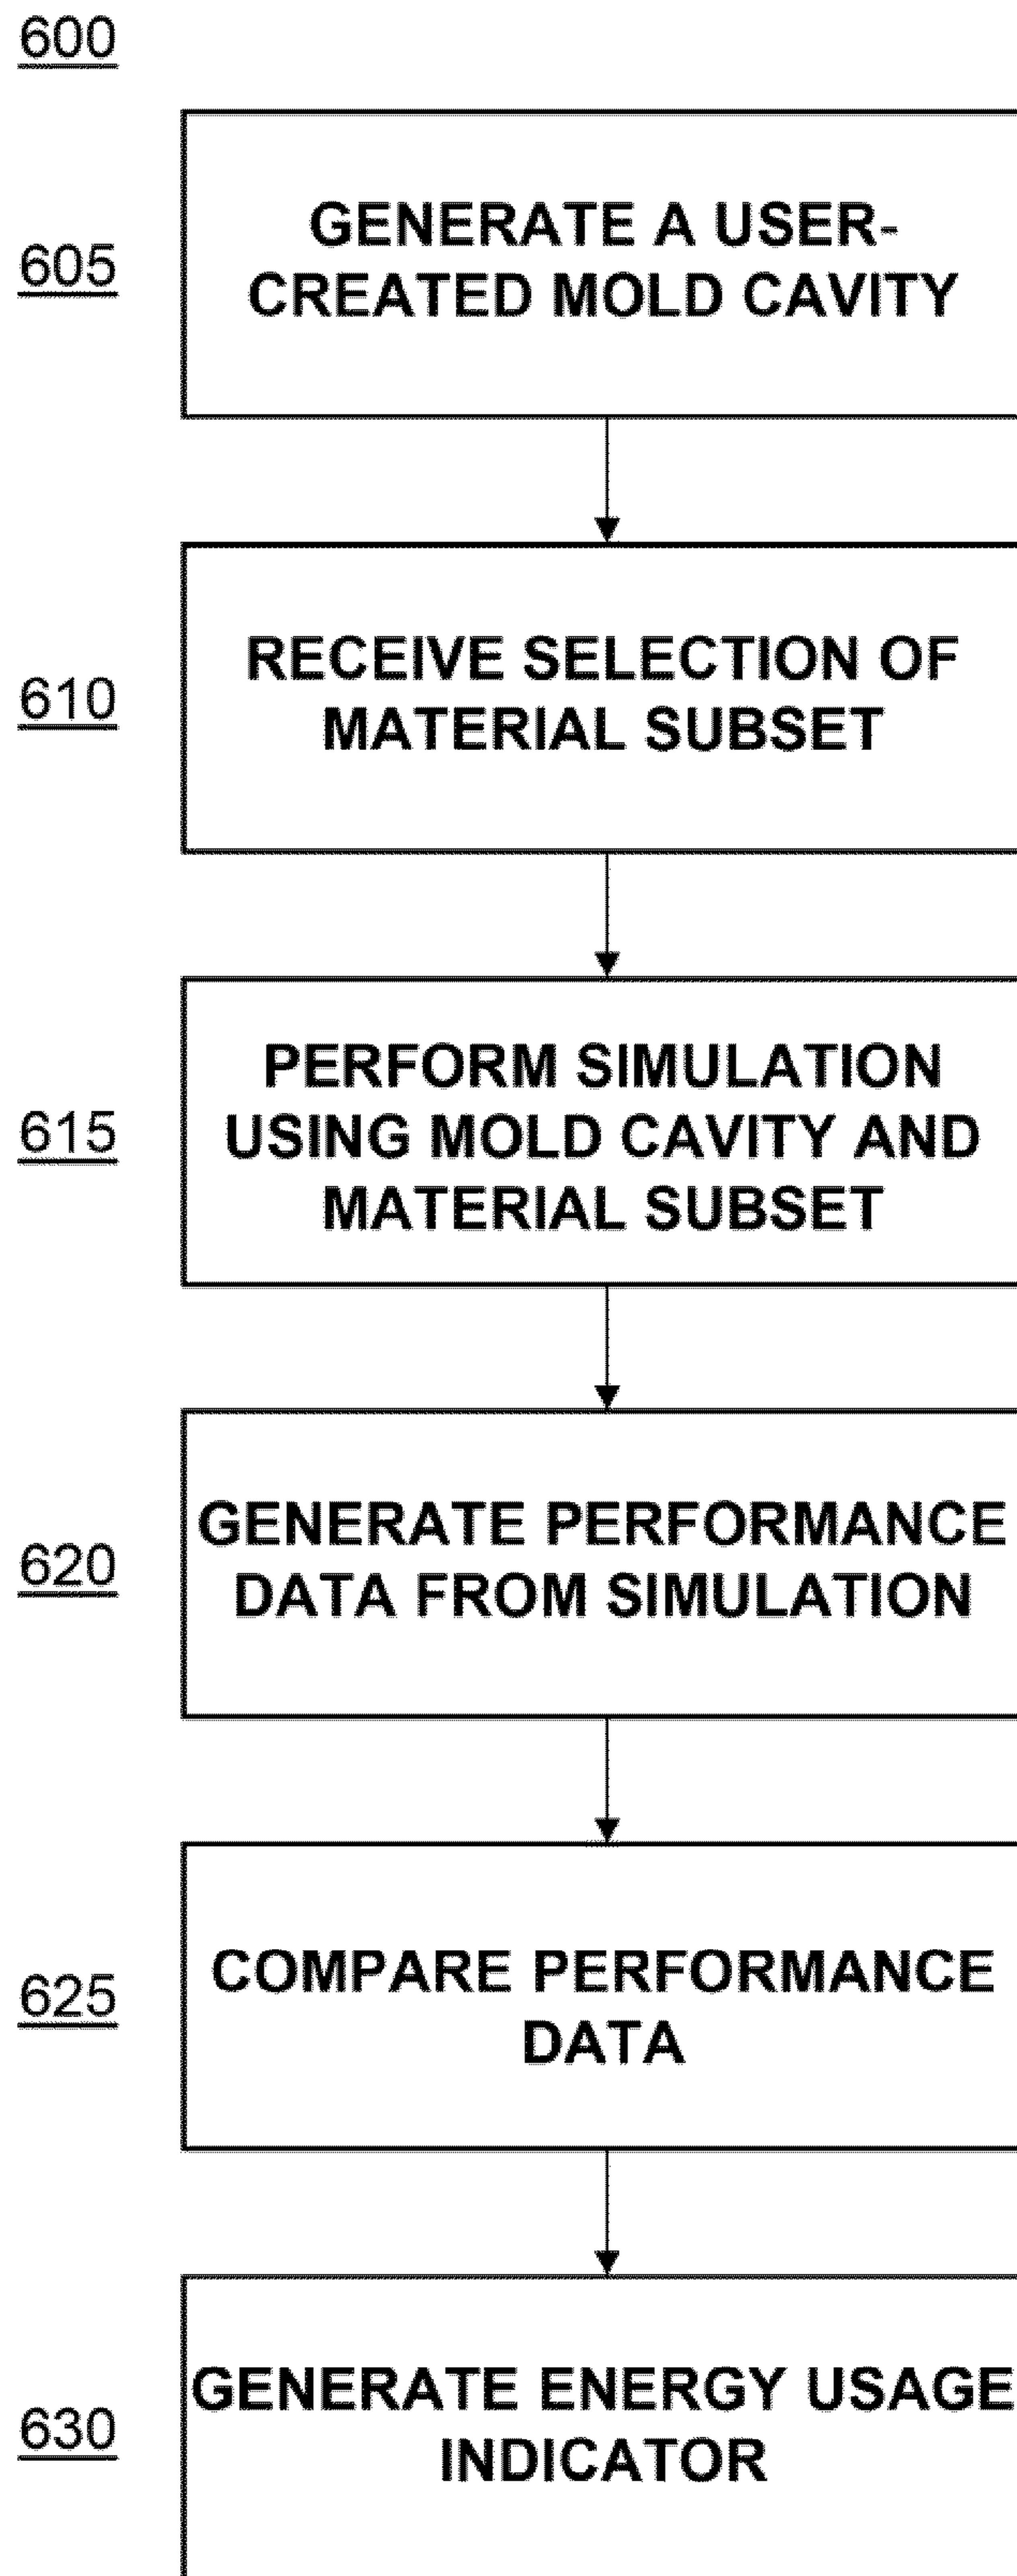 600
605
GENERATE A USER-
CREATED MOLD CAVITY
610
RECEIVE SELECTION OF
MATERIAL SUBSET
615
PERFORM SIMULATION
USING MOLD CAVITY AND
MATERIAL SUBSET
620
GENERATE PERFORMANCE
DATA FROM SIMULATION
625
COMPARE PERFORMANCE
DATA
630
GENERATE ENERGY USAGE
INDICATOR